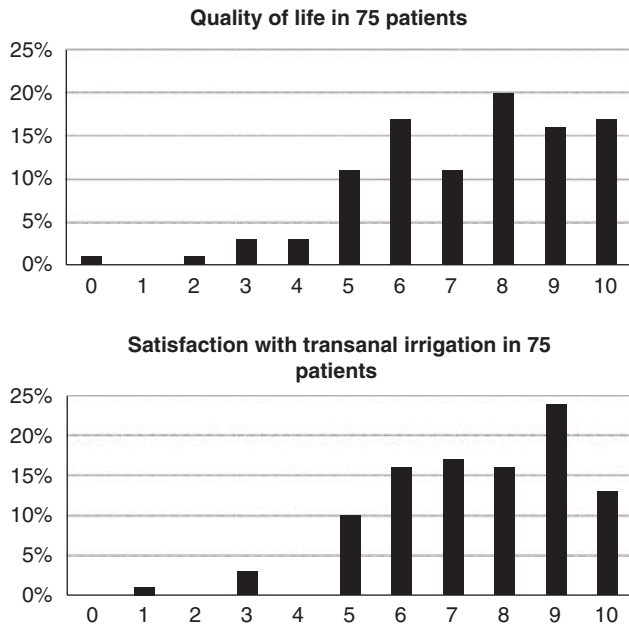 Quality of life in 75 patients
25%
20%
15%
10%
5%
0%
0 1 2 3 4 5 6 7 8 9 10
Satisfaction with transanal irrigation in 75
patients
25%
20%
15%
10%
5%
0%
0 1 2 3 4 5 6 7 8 9 10